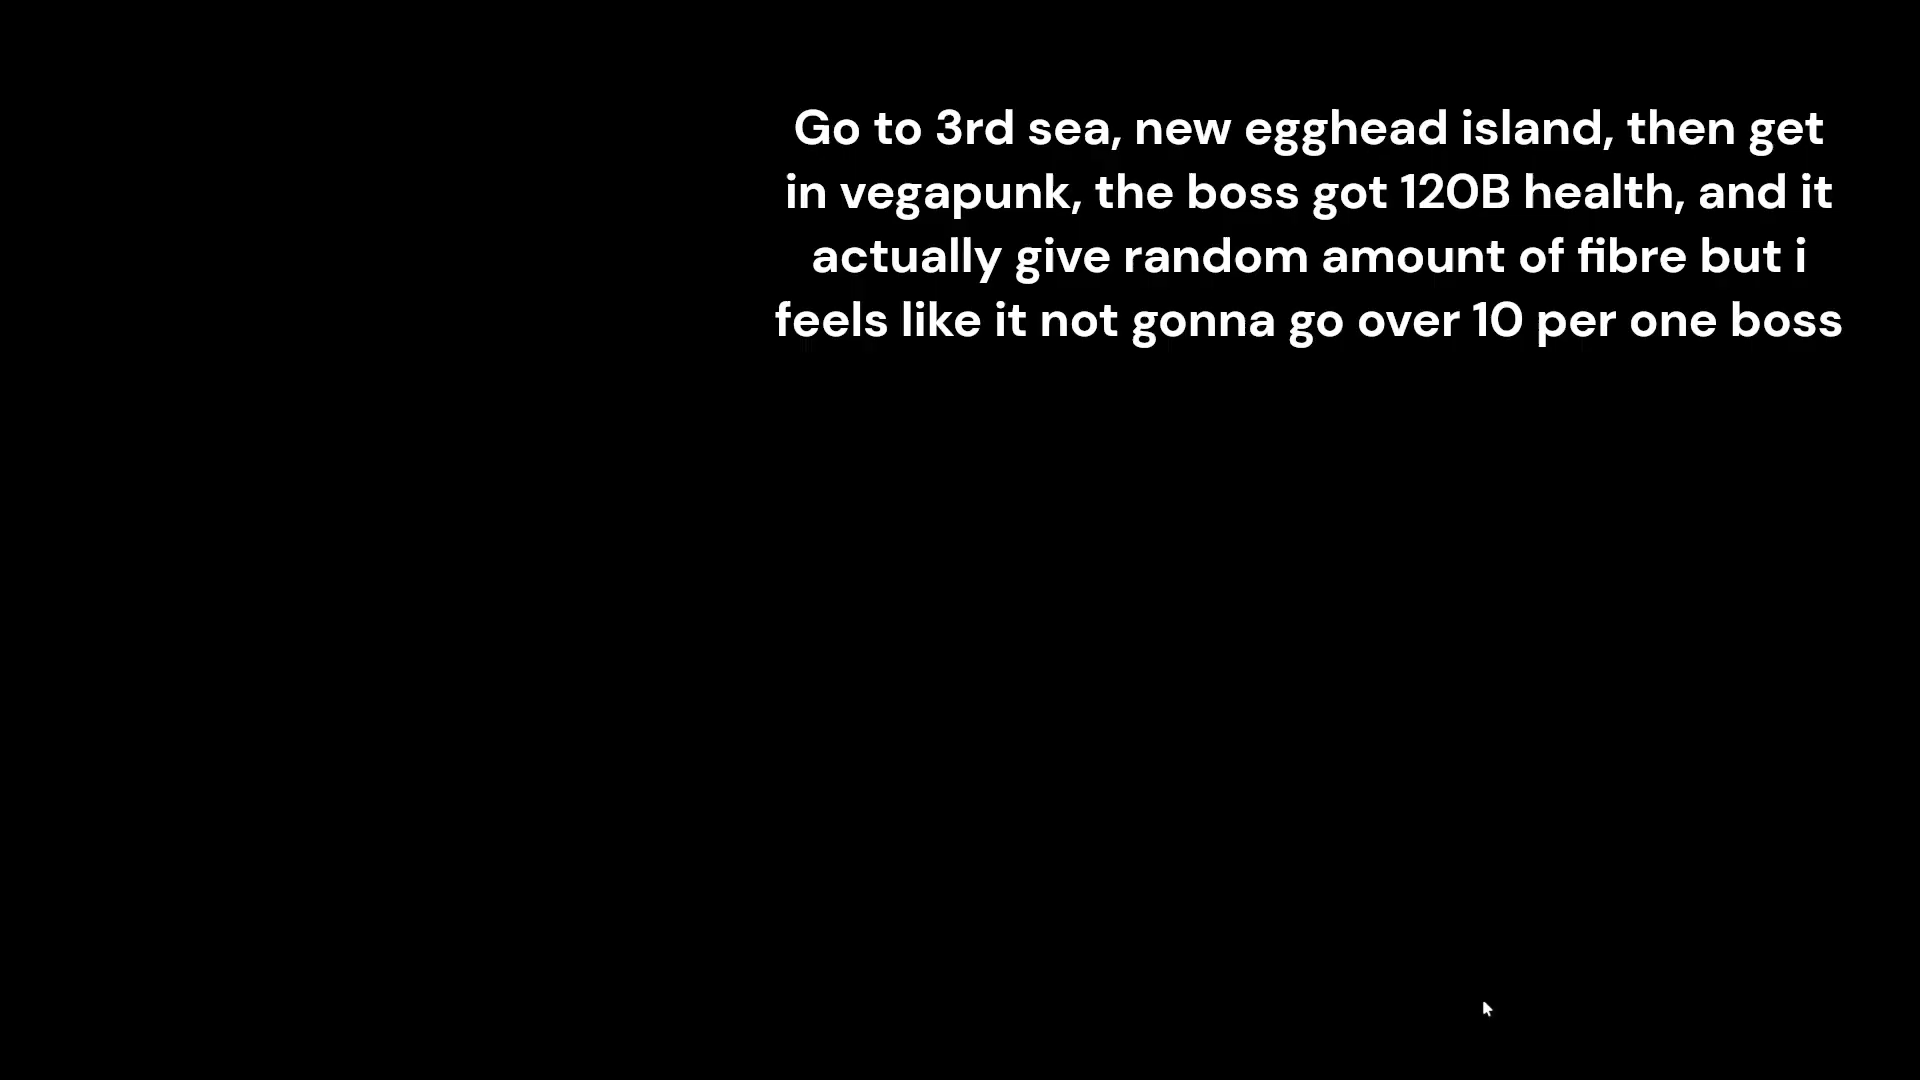 Go to 3rd sea, new egghead island, then get
in vegapunk, the boss got 120B health, and it
actually give random amount of fibre but i
feels like it not gonna go over 10 per one boss